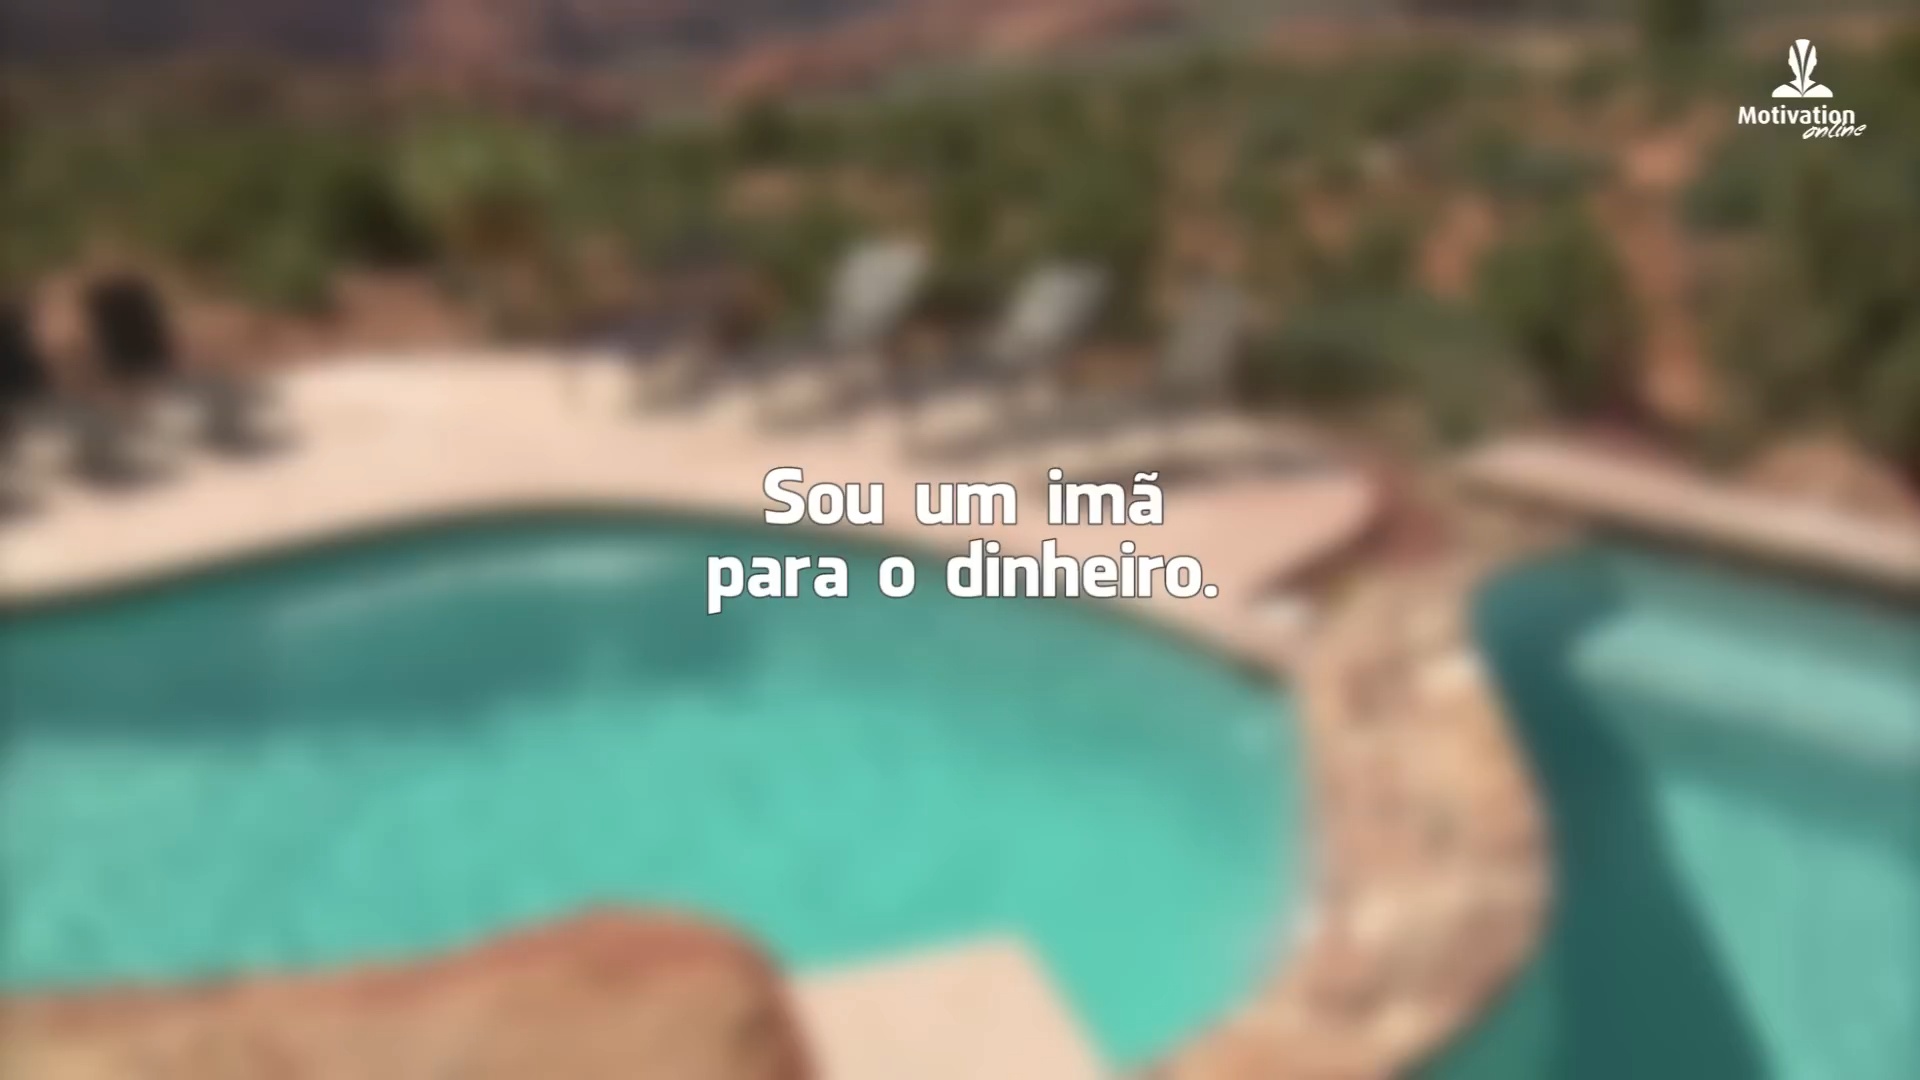 Motivation
online
Sou um imã
para o dinheiro.